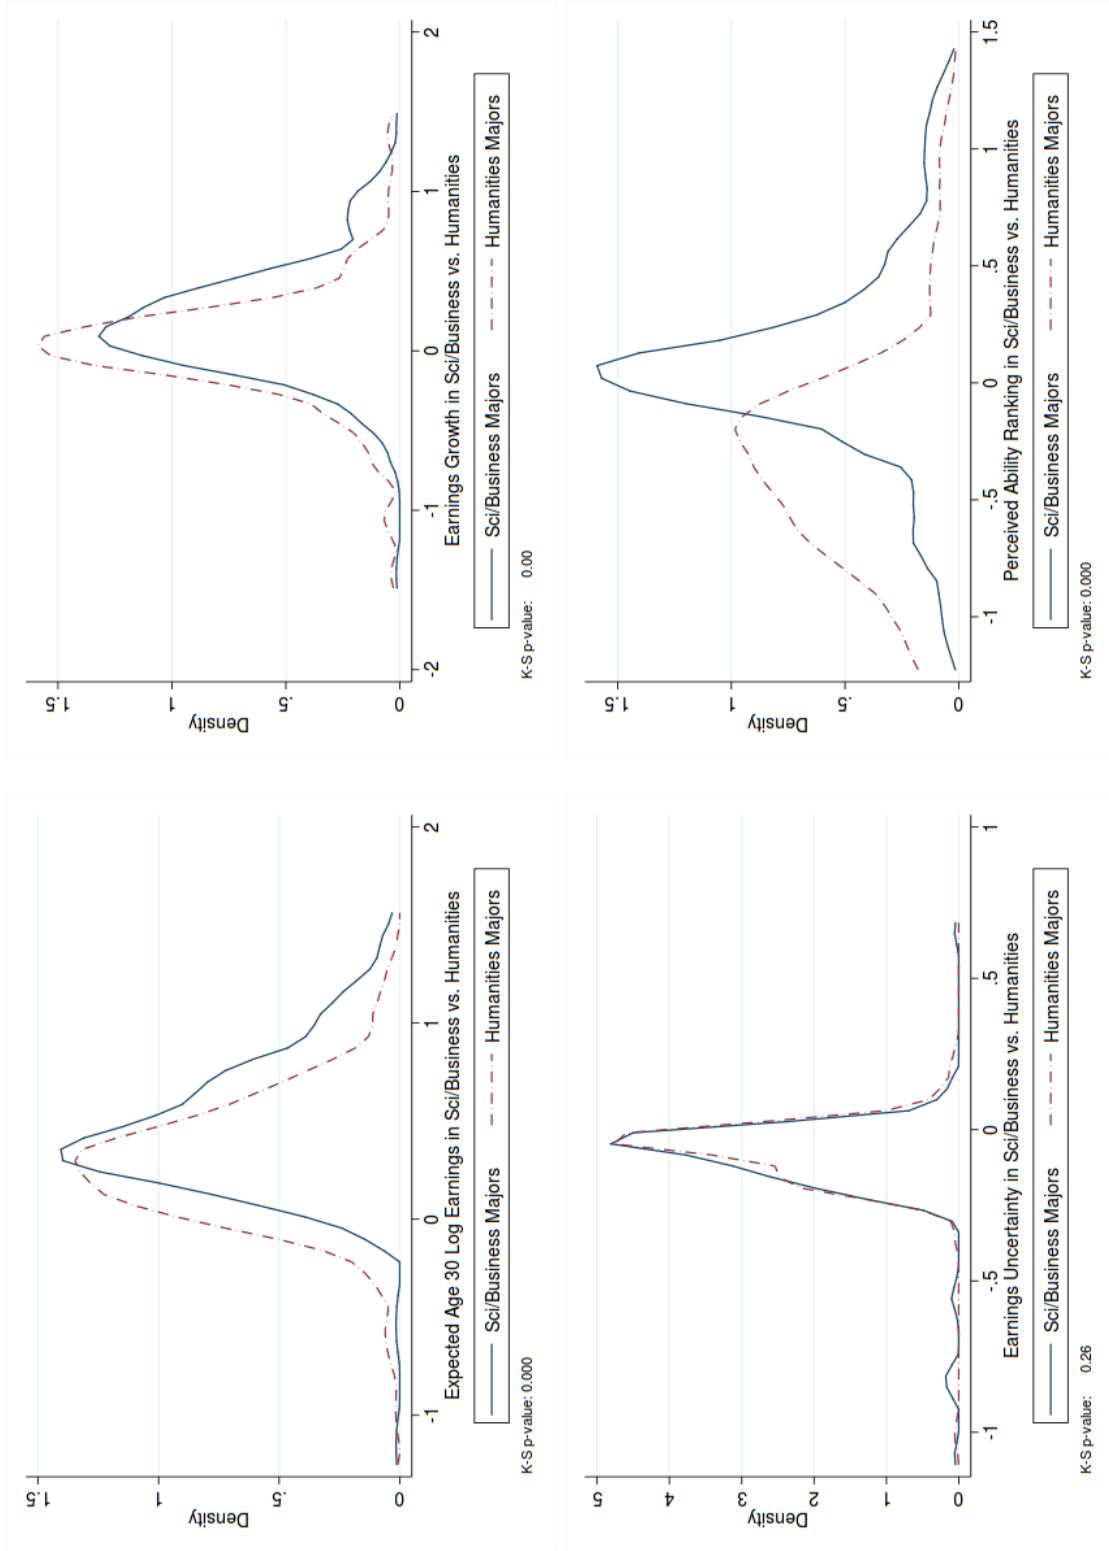 Density
0 .5 1 1.5
-1 0 1 2
Expected Age 30 Log Earnings in Sci/Business vs. Humanities
Sci/Business Majors Humanities Majors
K-S p-value: 0.000
Density
0 .5 1 1.5
-2 -1 0 1 2
Earnings Growth in Sci/Business vs. Humanities
Sci/Business Majors Humanities Majors
K-S p-value: 0.00
Density
0 1 2 3 4 5
-1 -.5 0 .5 1
Earnings Uncertainty in Sci/Business vs. Humanities
Sci/Business Majors Humanities Majors
K-S p-value: 0.26
Density
0 .5 1 1.5
-1 -.5 0 .5 1 1.5
Perceived Ability Ranking in Sci/Business vs. Humanities
Sci/Business Majors Humanities Majors
K-S p-value: 0.000